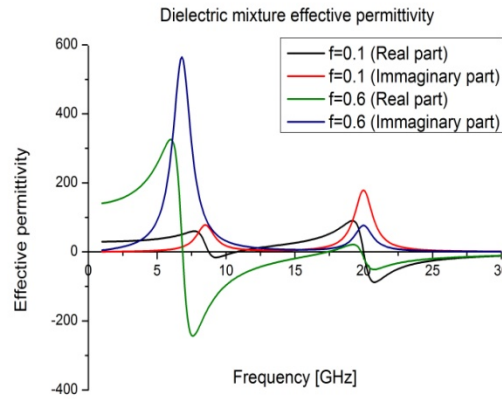 Dielectric mixture effective permittivity
600
400
200
0
-200
-400
Effective permittivity
f=0.1 (Real part)
f=0.1 (Immaginary part)
f=0.6 (Real part)
f=0.6 (Immaginary part)
0 5 10 15 20 25 30
Frequency [GHz]